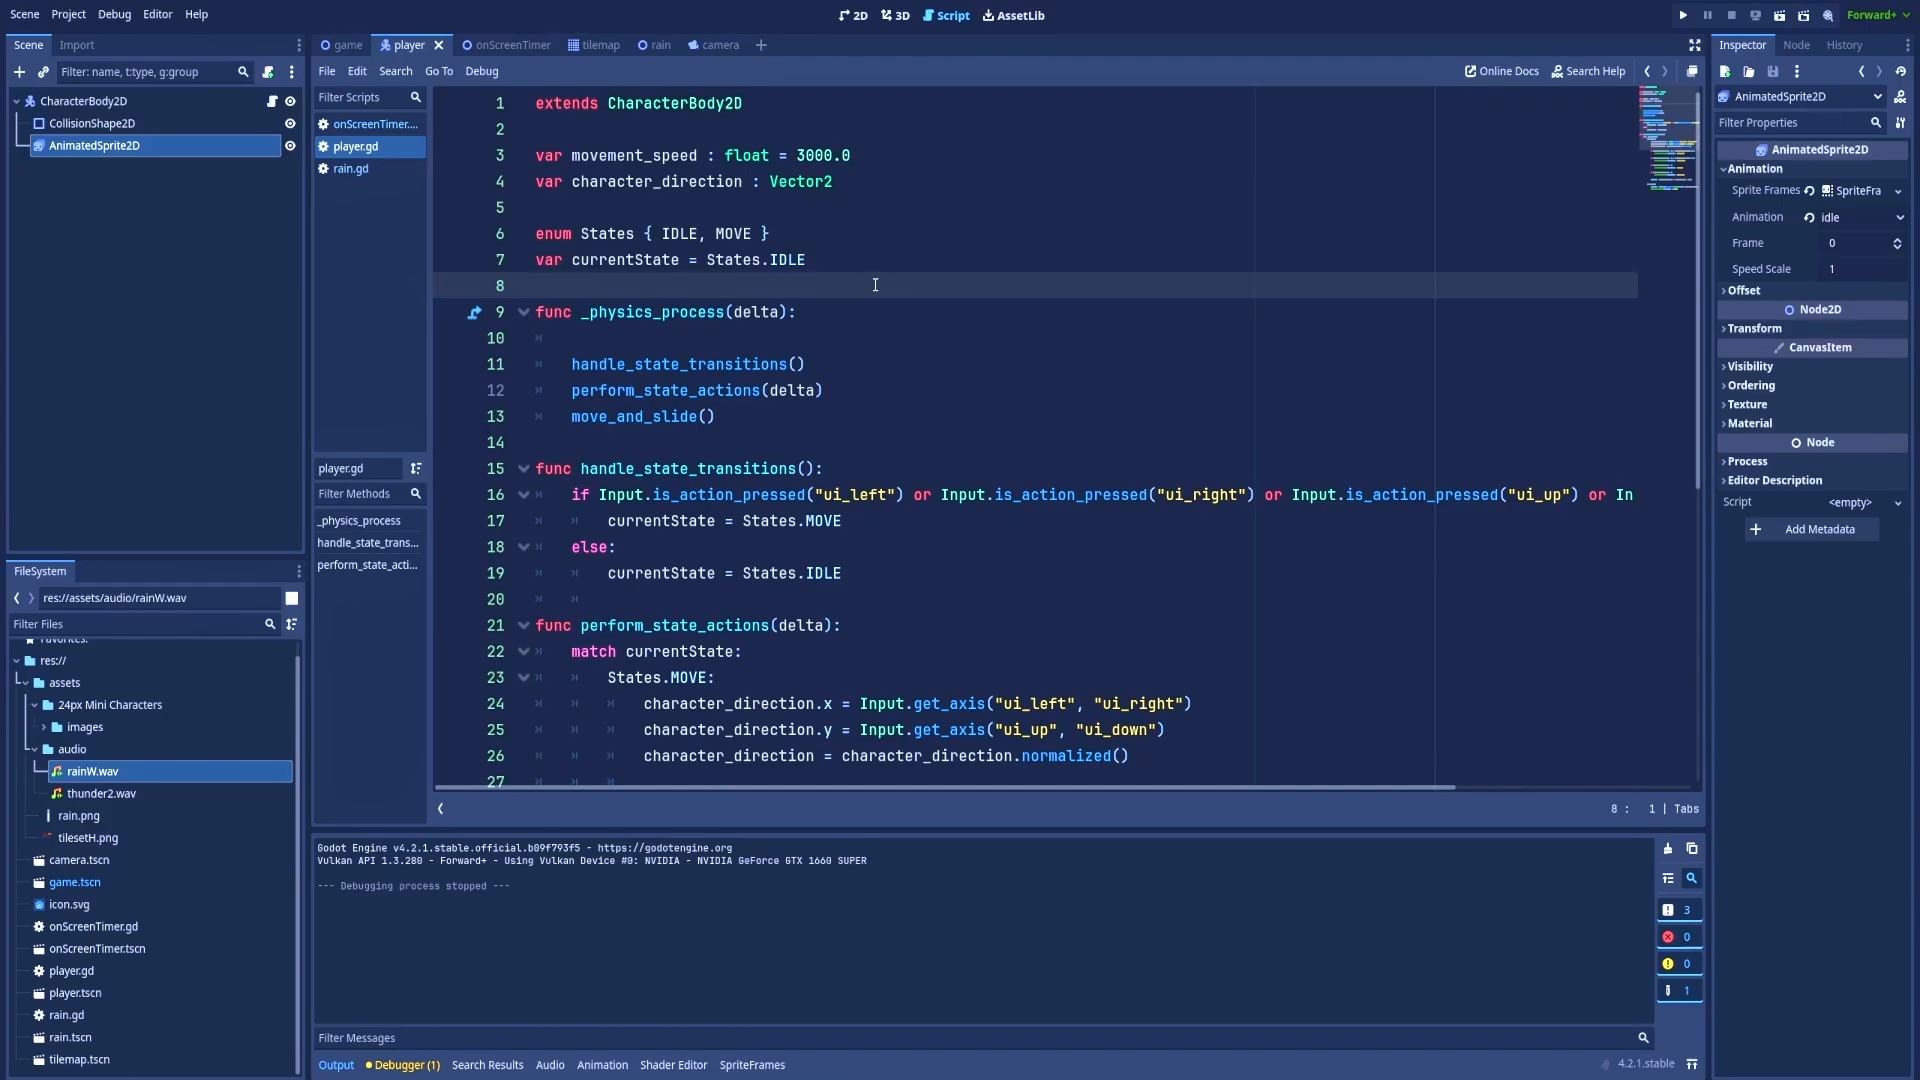 Scene Project Debug Editor Help
2D 3D Script AssetLib
Forward+
Scene Import
Filter: name, t:type, g:group
CharacterBody2D
CollisionShape2D
AnimatedSprite2D
FileSystem
res://assets/audio/rainW.wav
Filter Files
res://
assets
24px Mini Characters
images
audio
rainW.wav
thunder2.wav
rain.png
tilesetH.png
camera.tscn
game.tscn
icon.svg
onScreenTimer.gd
onScreenTimer.tscn
player.gd
player.tscn
rain.gd
rain.tscn
tilemap.tscn
game player onScreenTimer tilemap rain camera
File Edit Search Go To Debug
Online Docs Search Help
Filter Scripts
onScreenTimer....
player.gd
rain.gd
player.gd
Filter Methods
_physics_process
handle_state_trans...
perform_state_acti...
1 extends CharacterBody2D
2
3 var movement_speed : float = 3000.0
4 var character_direction : Vector2
5
6 enum States { IDLE, MOVE }
7 var currentState = States.IDLE
8
9 func _physics_process(delta):
10
11 handle_state_transitions()
12 perform_state_actions(delta)
13 move_and_slide()
14
15 func handle_state_transitions():
16 if Input.is_action_pressed("ui_left") or Input.is_action_pressed("ui_right") or Input.is_action_pressed("ui_up") or In
17 currentState = States.MOVE
18 else:
19 currentState = States.IDLE
20
21 func perform_state_actions(delta):
22 match currentState:
23 States.MOVE:
24 character_direction.x = Input.get_axis("ui_left", "ui_right")
25 character_direction.y = Input.get_axis("ui_up", "ui_down")
26 character_direction = character_direction.normalized()
27
8 : 1 | Tabs
Godot Engine v4.2.1.stable.official.b09f793f5 - https://godotengine.org
Vulkan API 1.3.280 - Forward+ - Using Vulkan Device #0: NVIDIA - NVIDIA GeForce GTX 1660 SUPER
--- Debugging process stopped ---
3
0
0
1
Filter Messages
Output Debugger (1) Search Results Audio Animation Shader Editor SpriteFrames
4.2.1.stable
Inspector Node History
AnimatedSprite2D
Filter Properties
AnimatedSprite2D
Animation
Sprite Frames SpriteFra
Animation idle
Frame 0
Speed Scale 1
Offset
Node2D
Transform
CanvasItem
Visibility
Ordering
Texture
Material
Node
Process
Editor Description
Script <empty>
Add Metadata